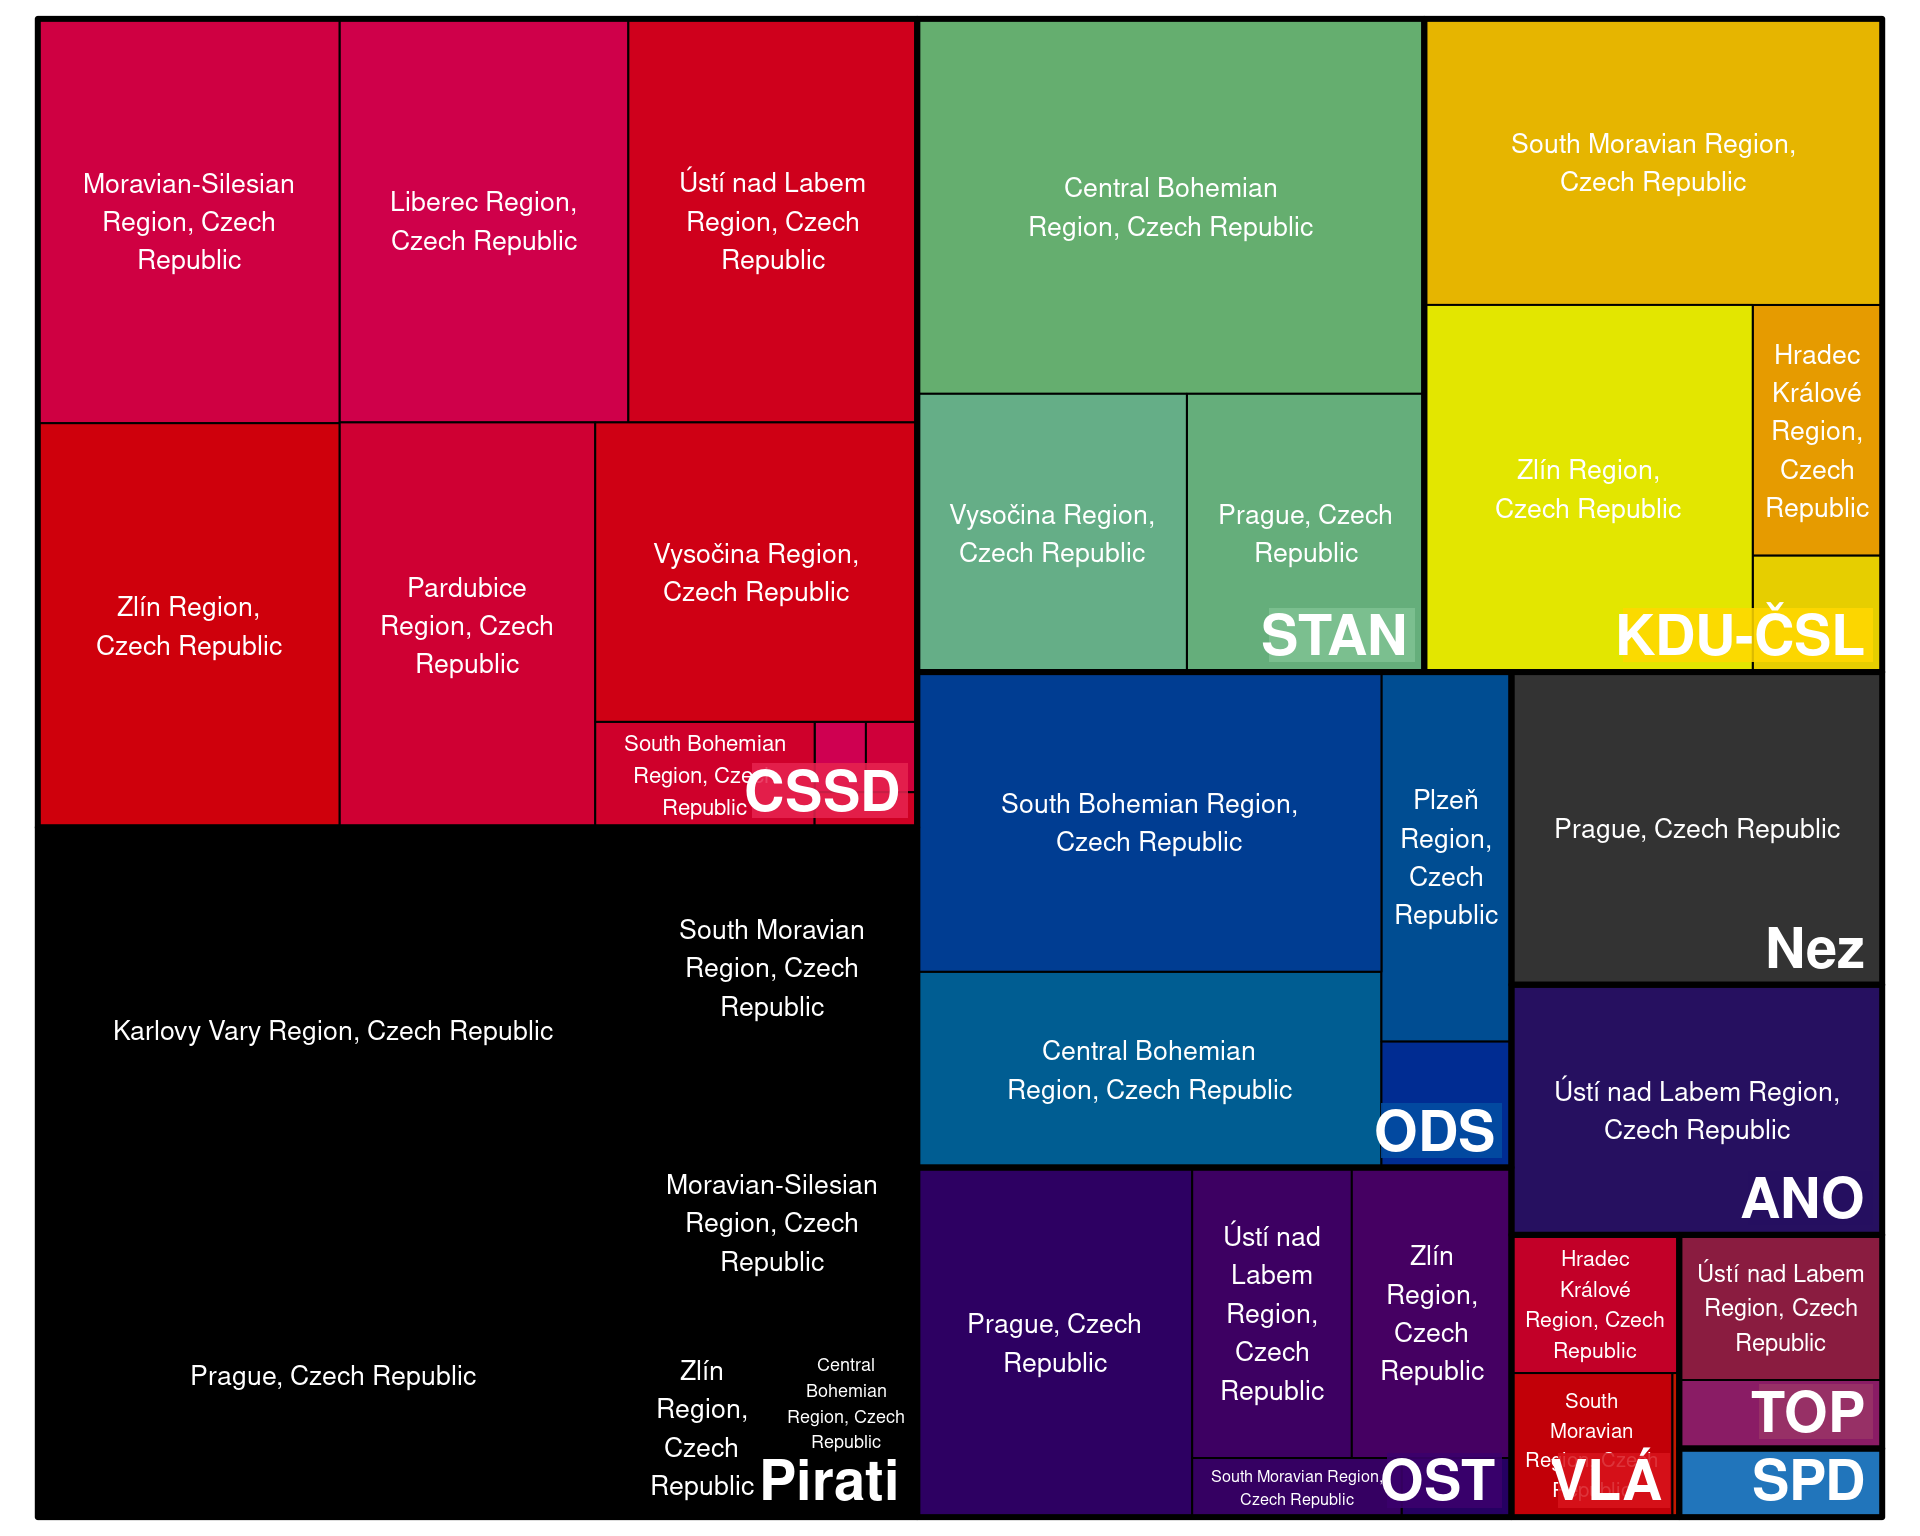 Moravian-Silesian
Region, Czech
Republic
Liberec Region,
Czech Republic
Ústí nad Labem
Region, Czech
Republic
Zlín Region,
Czech Republic
Pardubice
Region, Czech
Republic
Vysočina Region,
Czech Republic
South Bohemian
Region, Czech
Republic
CSSD
Central Bohemian
Region, Czech Republic
Vysočina Region,
Czech Republic
Prague, Czech
Republic
STAN
South Moravian Region,
Czech Republic
Zlín Region,
Czech Republic
Hradec
Králové
Region,
Czech
Republic
KDU-ČSL
Karlovy Vary Region, Czech Republic
South Moravian
Region, Czech
Republic
Moravian-Silesian
Region, Czech
Republic
Prague, Czech Republic
Zlín
Region,
Czech
Republic
Central
Bohemian
Region, Czech
Republic
Pirati
South Bohemian Region,
Czech Republic
Plzeň
Region,
Czech
Republic
Central Bohemian
Region, Czech Republic
ODS
Prague, Czech Republic
Nez
Ústí nad Labem Region,
Czech Republic
ANO
Prague, Czech
Republic
Ústí nad
Labem
Region,
Czech
Republic
Zlín
Region,
Czech
Republic
South Moravian Region,
Czech Republic
OST
Hradec
Králové
Region, Czech
Republic
South
Moravian
Region, Czech
VLÁ
Ústí nad Labem
Region, Czech
Republic
TOP
SPD